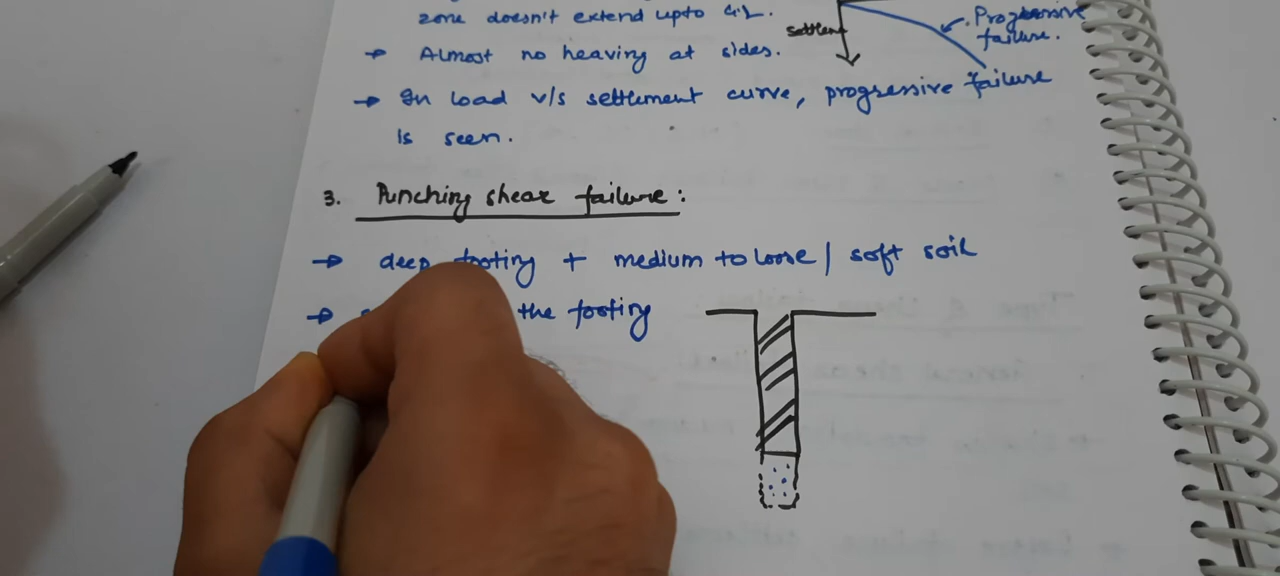 zone doesn't extend upto G.L.
Settlem
Progressive
failure.
→ Almost no heaving at sides.
→ In load v/s settlement curve, progressive failure
is seen.
3. Punching shear failure:
→ deep footing + medium to loose / soft soil
→ the footing